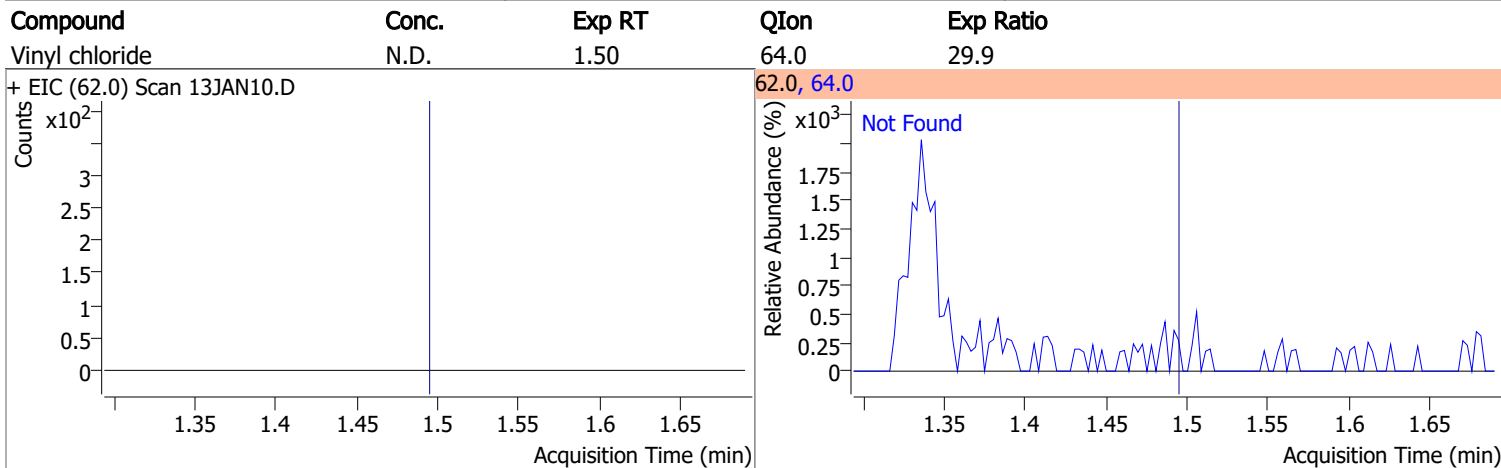 Compound Conc. Exp RT QIon Exp Ratio
Vinyl chloride N.D. 1.50 64.0 29.9
+ EIC (62.0) Scan 13JAN10.D
Counts
x10²
3
2.5
2
1.5
1
0.5
0
1.35 1.4 1.45 1.5 1.55 1.6 1.65
Acquisition Time (min)
62.0, 64.0
Relative Abundance (%)
x10³
Not Found
1.75
1.5
1.25
1
0.75
0.5
0.25
0
1.35 1.4 1.45 1.5 1.55 1.6 1.65
Acquisition Time (min)